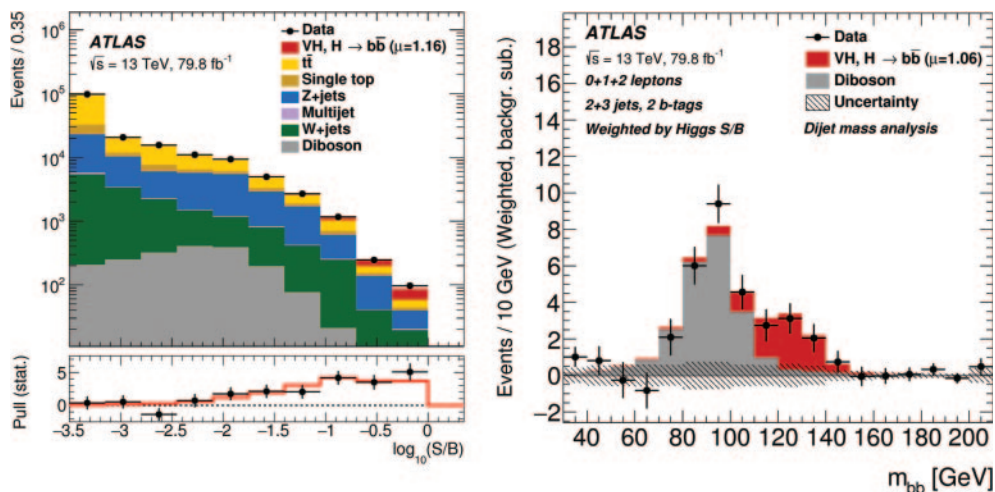 Events / 0.35
10⁶
10⁵
10⁴
10³
10²
ATLAS
√s = 13 TeV, 79.8 fb⁻¹
Data
VH, H → bb̄ (μ=1.16)
tt̄
Single top
Z+jets
Multijet
W+jets
Diboson
Pull (stat.)
5
0
−3.5 −3 −2.5 −2 −1.5 −1 −0.5 0 0.5
log₁₀(S/B)
Events / 10 GeV (Weighted, backgr. sub.)
18
16
14
12
10
8
6
4
2
0
−2
ATLAS
√s = 13 TeV, 79.8 fb⁻¹
0+1+2 leptons
2+3 jets, 2 b-tags
Weighted by Higgs S/B
Data
VH, H → bb̄ (μ=1.06)
Diboson
Uncertainty
Dijet mass analysis
40 60 80 100 120 140 160 180 200
m_bb [GeV]